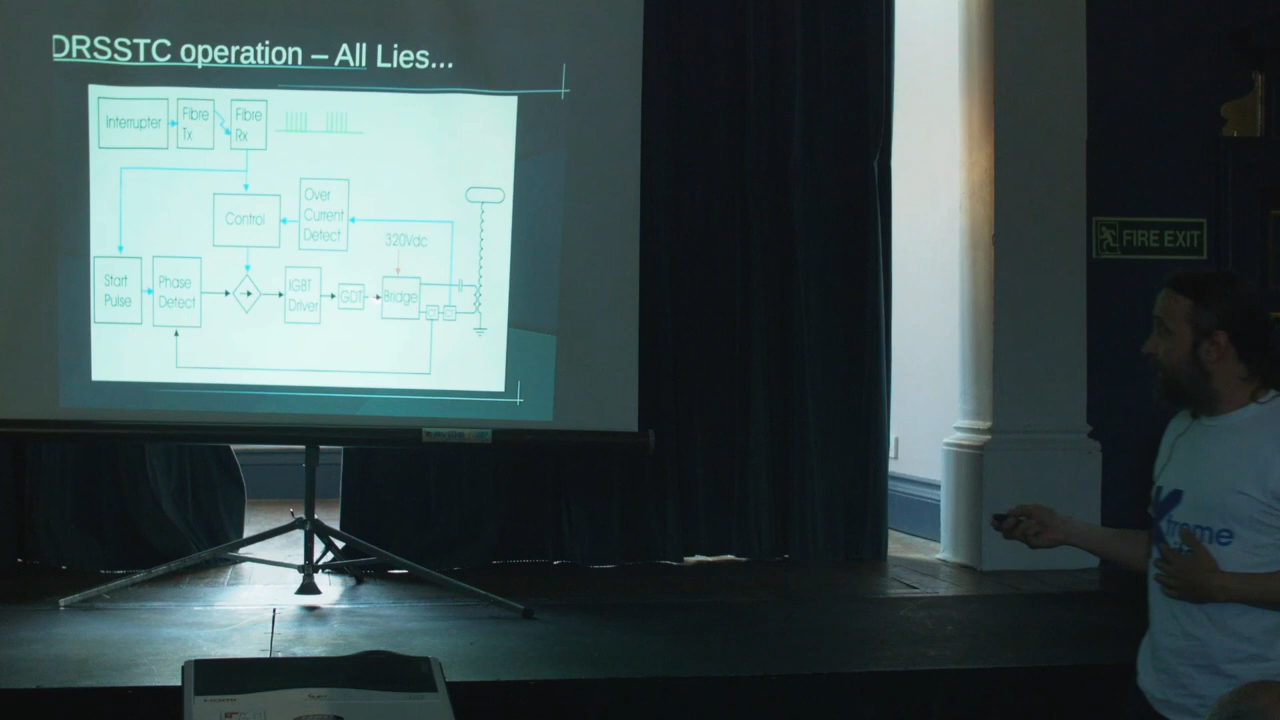 DRSSTC operation – All Lies...
Interrupter
Fibre
Tx
Fibre
Rx
Control
Over
Current
Detect
320Vdc
Start
Pulse
Phase
Detect
IGBT
Driver
GDT
Bridge
FIRE EXIT
Xtreme